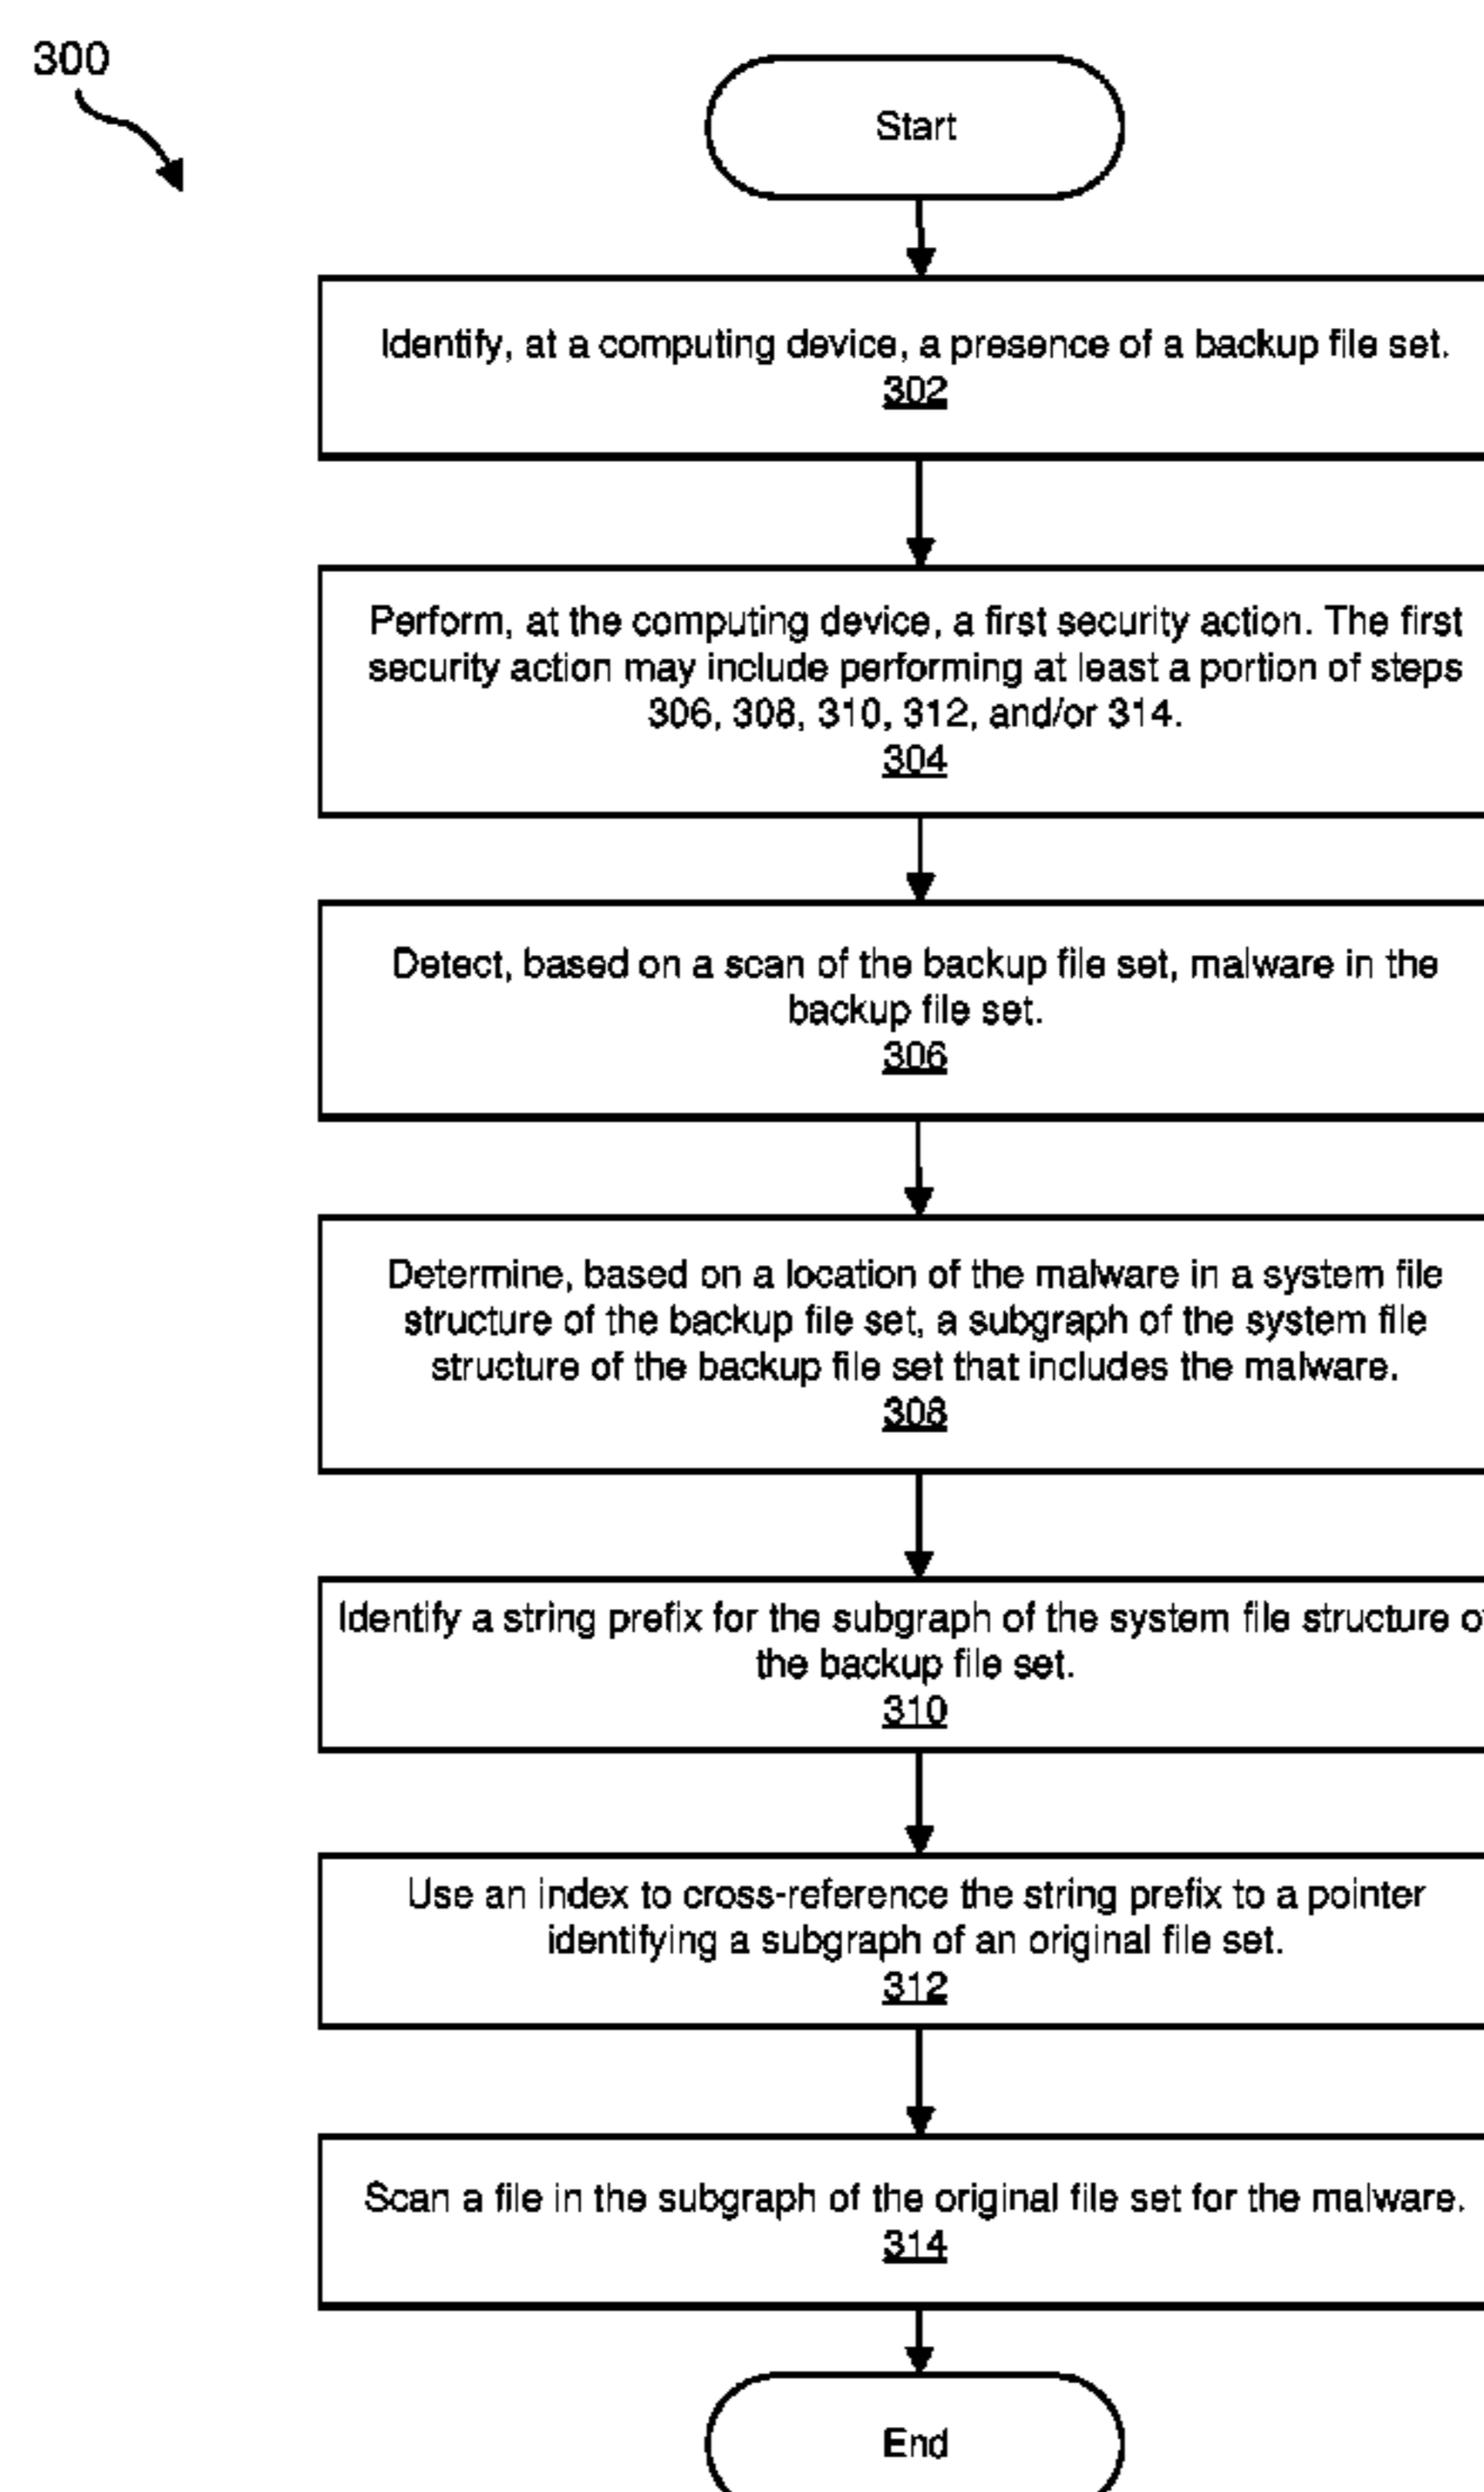 300
Start
Identify, at a computing device, a presence of a backup file set.
302
Perform, at the computing device, a first security action. The first
security action may include performing at least a portion of steps
306, 308, 310, 312, and/or 314.
304
Detect, based on a scan of the backup file set, malware in the
backup file set.
306
Determine, based on a location of the malware in a system file
structure of the backup file set, a subgraph of the system file
structure of the backup file set that includes the malware.
308
Identify a string prefix for the subgraph of the system file structure
the backup file set.
310
Use an index to cross-reference the string prefix to a pointer
identifying a subgraph of an original file set.
312
Scan a file in the subgraph of the original file set for the malware.
314
End